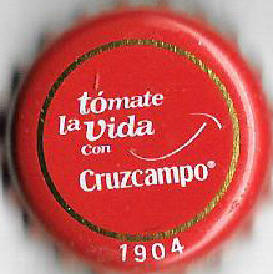 tómate
la vida
con
Cruzcampo®
1904